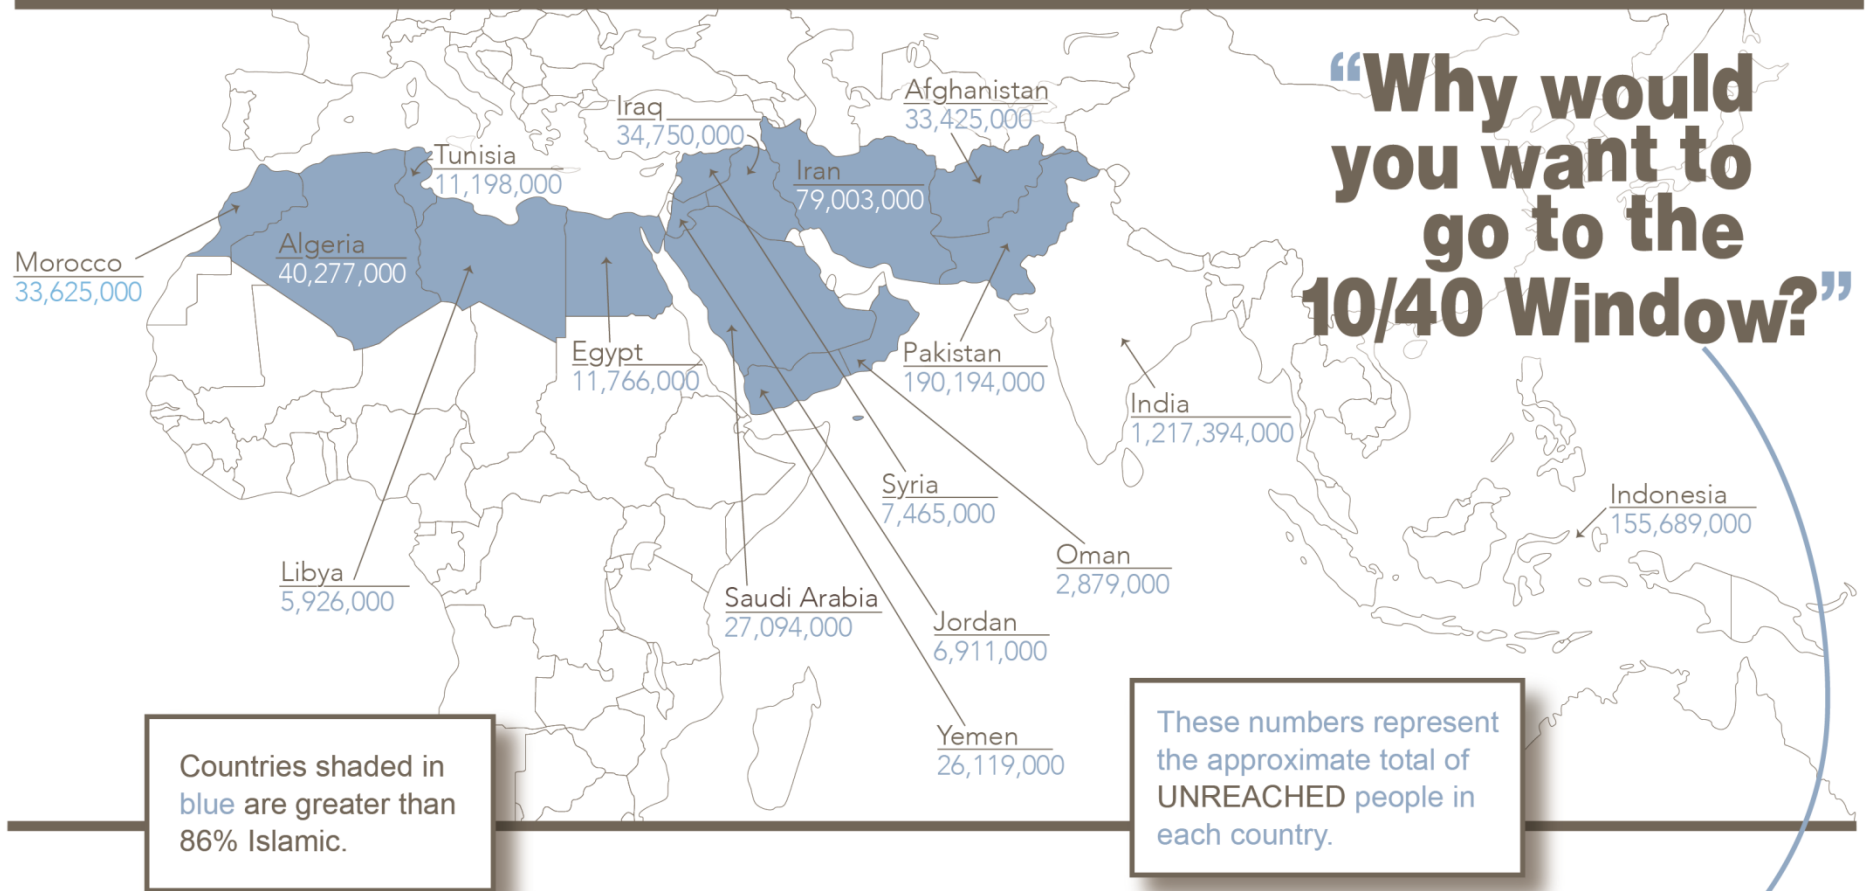 “Why would
you want to
go to the
10/40 Window?”
Afghanistan
33,425,000
Iraq
34,750,000
Tunisia
11,198,000
Iran
79,003,000
Morocco
33,625,000
Algeria
40,277,000
Egypt
11,766,000
Pakistan
190,194,000
India
1,217,394,000
Syria
7,465,000
Indonesia
155,689,000
Oman
2,879,000
Libya
5,926,000
Saudi Arabia
27,094,000
Jordan
6,911,000
Yemen
26,119,000
Countries shaded in
blue are greater than
86% Islamic.
These numbers represent
the approximate total of
UNREACHED people in
each country.